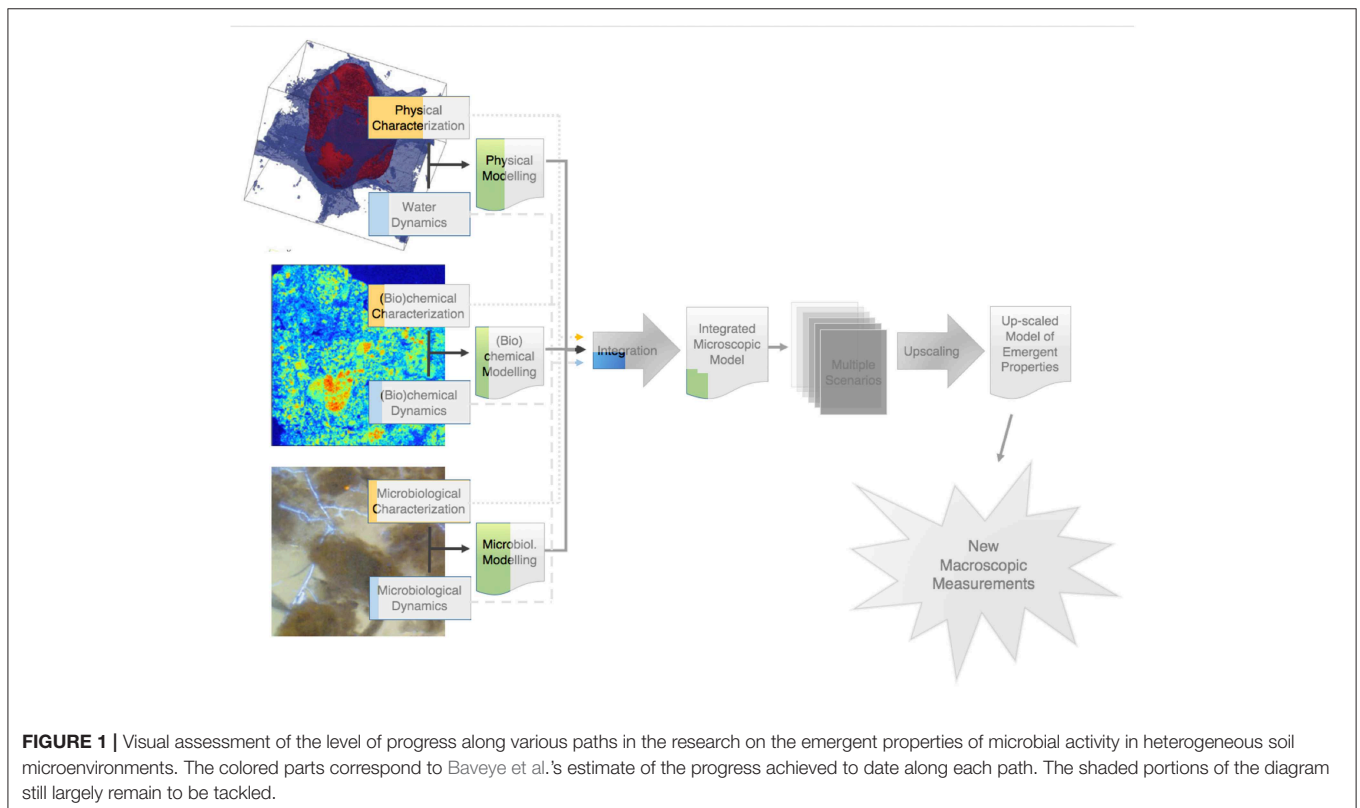 Physical
Characterization
Physical
Modelling
Water
Dynamics
(Bio)chemical
Characterization
(Bio)
chemical
Modelling
(Bio)chemical
Dynamics
Microbiological
Characterization
Microbiol.
Modelling
Microbiological
Dynamics
Integration
Integrated
Microscopic
Model
Multiple
Scenarios
Upscaling
Up-scaled
Model of
Emergent
Properties
New
Macroscopic
Measurements
FIGURE 1 | Visual assessment of the level of progress along various paths in the research on the emergent properties of microbial activity in heterogeneous soil
microenvironments. The colored parts correspond to Baveye et al.'s estimate of the progress achieved to date along each path. The shaded portions of the diagram
still largely remain to be tackled.